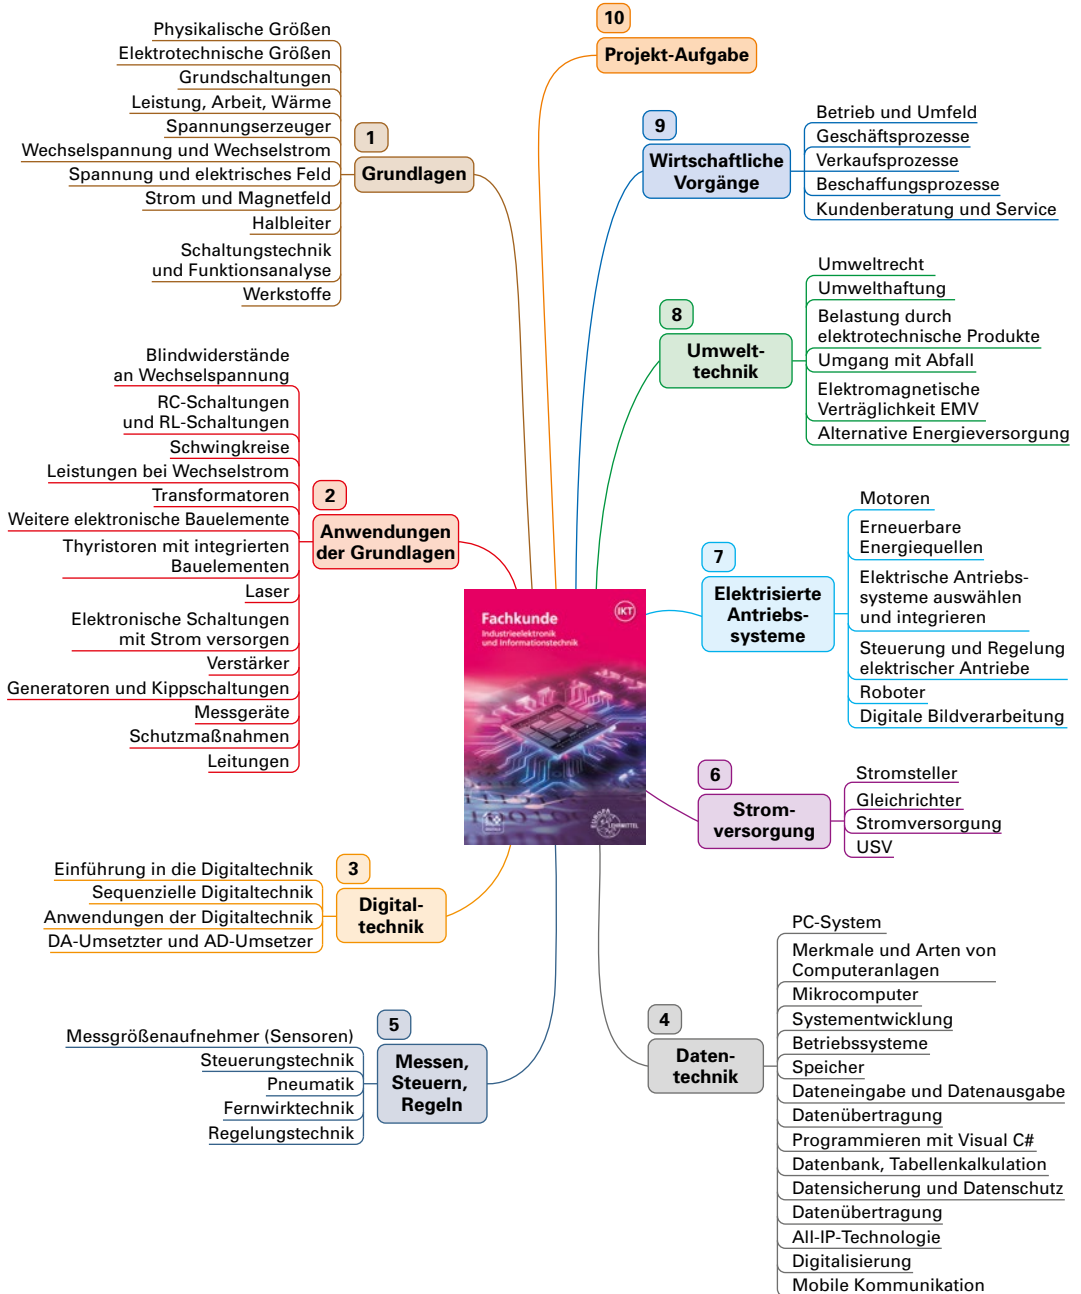 10
Projekt-Aufgabe
Physikalische Größen
Elektrotechnische Größen
Grundschaltungen
Leistung, Arbeit, Wärme
Spannungserzeuger
Wechselspannung und Wechselstrom
Spannung und elektrisches Feld
Strom und Magnetfeld
Halbleiter
Schaltungstechnik
und Funktionsanalyse
Werkstoffe
1
Grundlagen
9
Wirtschaftliche
Vorgänge
Betrieb und Umfeld
Geschäftsprozesse
Verkaufsprozesse
Beschaffungsprozesse
Kundenberatung und Service
8
Umwelt-
technik
Umweltrecht
Umwelthaftung
Belastung durch
elektrotechnische Produkte
Umgang mit Abfall
Elektromagnetische
Verträglichkeit EMV
Alternative Energieversorgung
Blindwiderstände
an Wechselspannung
RC-Schaltungen
und RL-Schaltungen
Schwingkreise
Leistungen bei Wechselstrom
Transformatoren
Weitere elektronische Bauelemente
Thyristoren mit integrierten
Bauelementen
Laser
Elektronische Schaltungen
mit Strom versorgen
Verstärker
Generatoren und Kippschaltungen
Messgeräte
Schutzmaßnahmen
Leitungen
2
Anwendungen
der Grundlagen
7
Elektrisierte
Antriebs-
systeme
Motoren
Erneuerbare
Energiequellen
Elektrische Antriebs-
systeme auswählen
und integrieren
Steuerung und Regelung
elektrischer Antriebe
Roboter
Digitale Bildverarbeitung
Fachkunde
IKT
Industrieelektronik
und Informationstechnik
EUROPA
LEHRMITTEL
6
Strom-
versorgung
Stromsteller
Gleichrichter
Stromversorgung
USV
Einführung in die Digitaltechnik
Sequenzielle Digitaltechnik
Anwendungen der Digitaltechnik
DA-Umsetzter und AD-Umsetzer
3
Digital-
technik
Messgrößenaufnehmer (Sensoren)
Steuerungstechnik
Pneumatik
Fernwirktechnik
Regelungstechnik
5
Messen,
Steuern,
Regeln
4
Daten-
technik
PC-System
Merkmale und Arten von
Computeranlagen
Mikrocomputer
Systementwicklung
Betriebssysteme
Speicher
Dateneingabe und Datenausgabe
Datenübertragung
Programmieren mit Visual C#
Datenbank, Tabellenkalkulation
Datensicherung und Datenschutz
Datenübertragung
All-IP-Technologie
Digitalisierung
Mobile Kommunikation